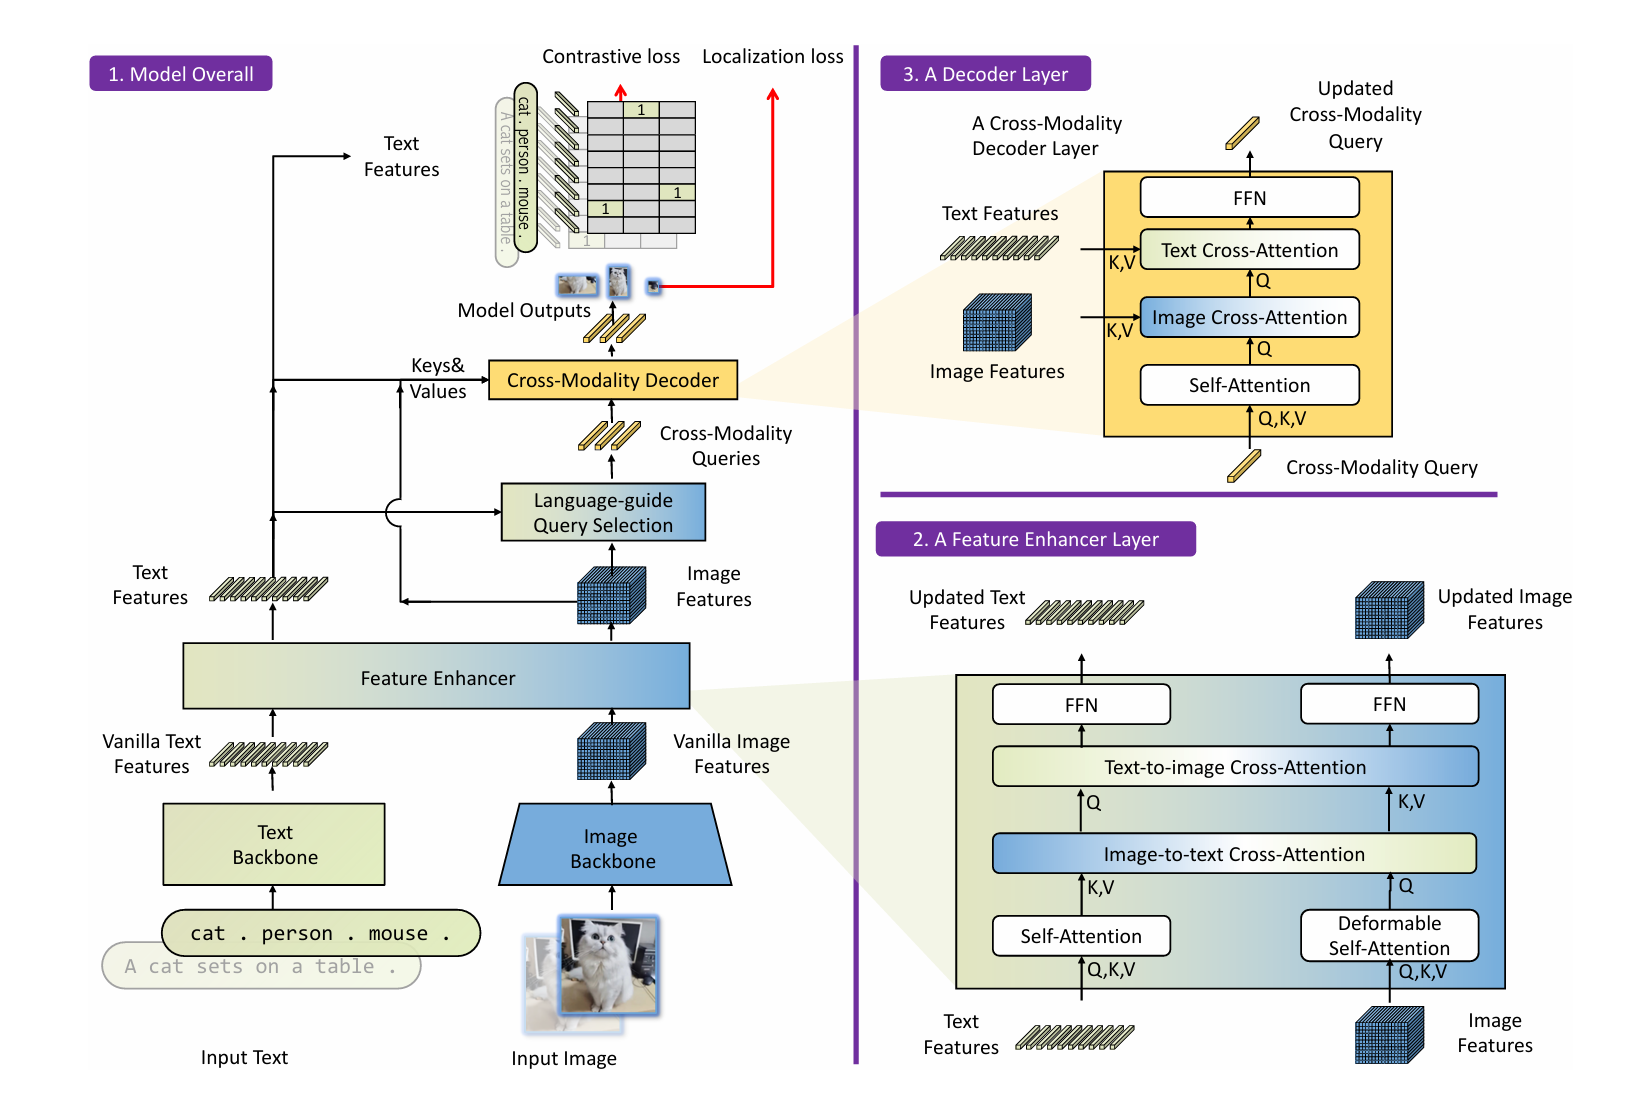 1. Model Overall
Contrastive loss
Localization loss
cat . person . mouse .
A cat sets on a table .
1
1
1
1
Text
Features
Model Outputs
Keys&
Values
Cross-Modality Decoder
Cross-Modality
Queries
Language-guide
Query Selection
Text
Features
Image
Features
Feature Enhancer
Vanilla Text
Features
Vanilla Image
Features
Text
Backbone
Image
Backbone
cat . person . mouse .
A cat sets on a table .
Input Text
Input Image
3. A Decoder Layer
A Cross-Modality
Decoder Layer
Updated
Cross-Modality
Query
FFN
Text Features
Text Cross-Attention
K,V
Q
Image Cross-Attention
K,V
Q
Image Features
Self-Attention
Q,K,V
Cross-Modality Query
2. A Feature Enhancer Layer
Updated Text
Features
Updated Image
Features
FFN
FFN
Text-to-image Cross-Attention
Q
K,V
Image-to-text Cross-Attention
K,V
Q
Self-Attention
Deformable
Self-Attention
Q,K,V
Q,K,V
Text
Features
Image
Features